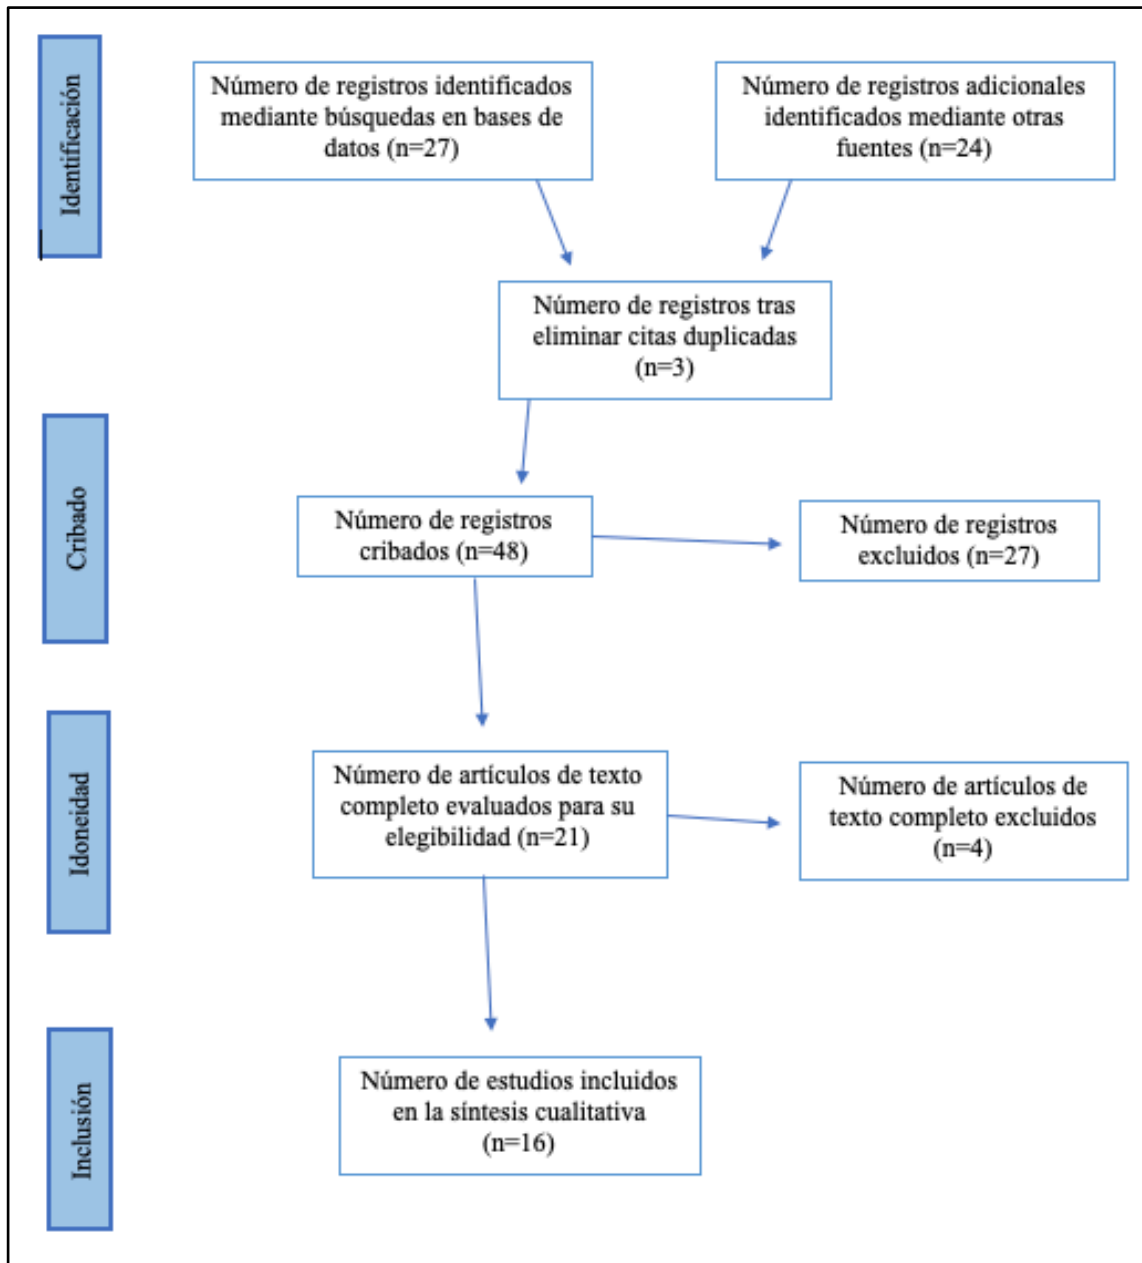 Identificación
Número de registros identificados
mediante búsquedas en bases de
datos (n=27)
Número de registros adicionales
identificados mediante otras
fuentes (n=24)
Número de registros tras
eliminar citas duplicadas
(n=3)
Cribado
Número de registros
cribados (n=48)
Número de registros
excluidos (n=27)
Idoneidad
Número de artículos de texto
completo evaluados para su
elegibilidad (n=21)
Número de artículos de
texto completo excluidos
(n=4)
Inclusión
Número de estudios incluidos
en la síntesis cualitativa
(n=16)